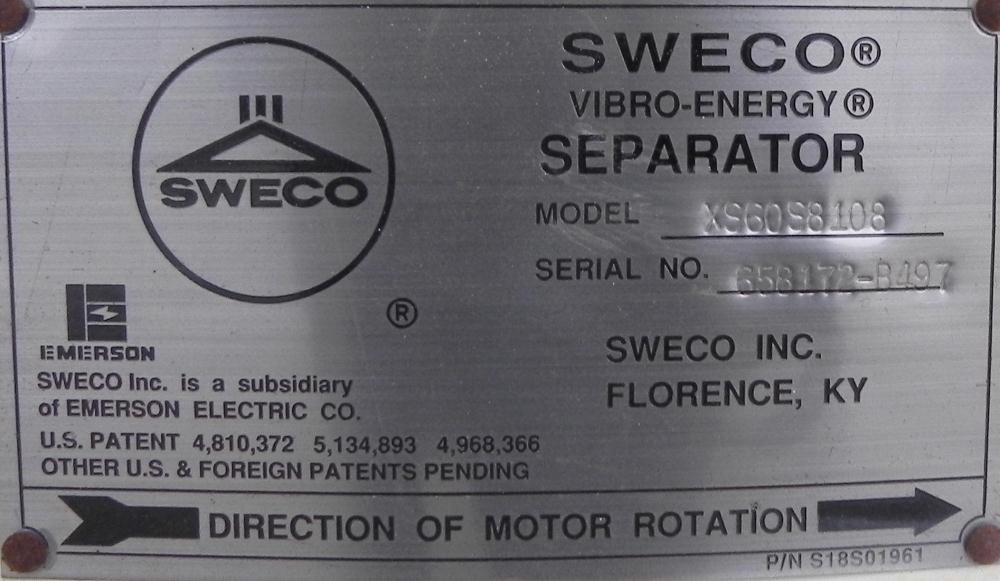 SWECO®
VIBRO-ENERGY®
SEPARATOR
MODEL XS60S8108
SERIAL NO. 658172-B497
SWECO INC.
FLORENCE, KY
SWECO
®
EMERSON
SWECO Inc. is a subsidiary
of EMERSON ELECTRIC CO.
U.S. PATENT 4,810,372 5,134,893 4,968,366
OTHER U.S. & FOREIGN PATENTS PENDING
DIRECTION OF MOTOR ROTATION
P/N S18S01961